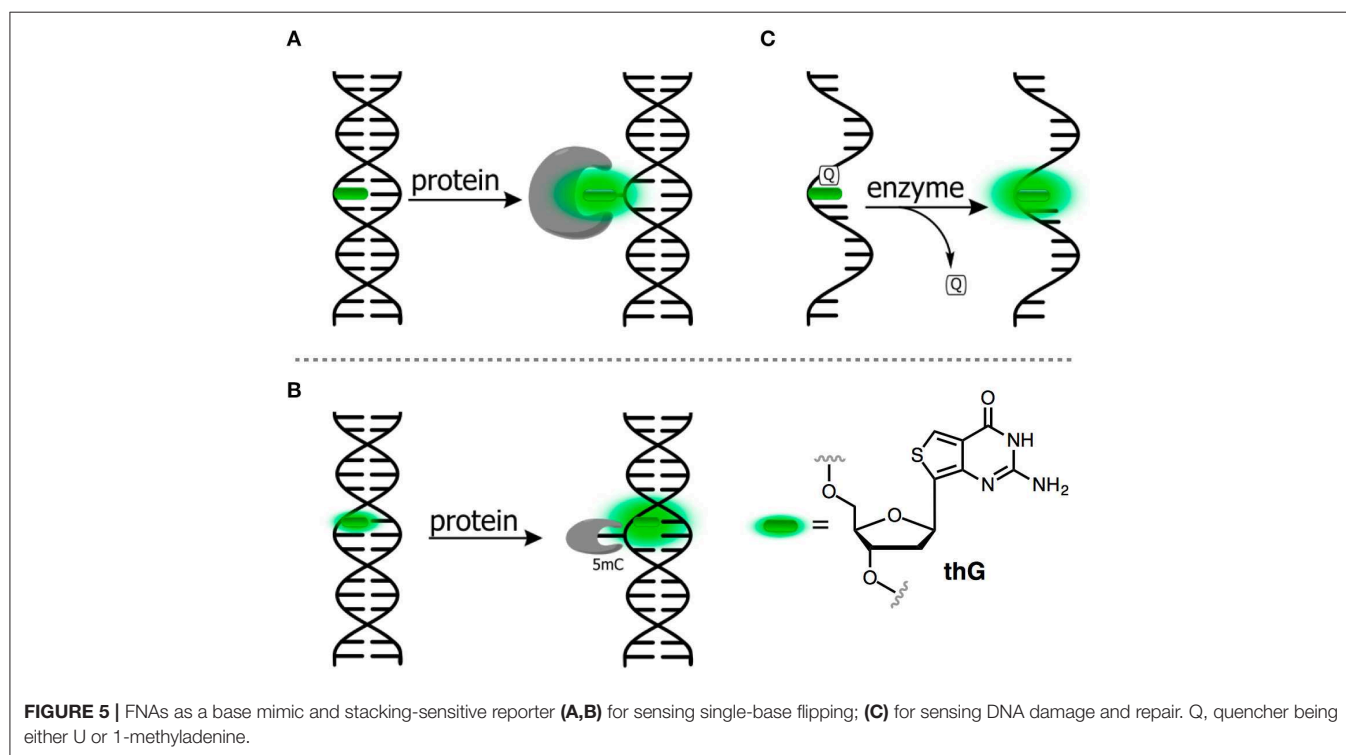 A
protein
C
Q
enzyme
Q
B
protein
5mC
=
O
NH
S
N
NH₂
O
O
O
thG
FIGURE 5 | FNAs as a base mimic and stacking-sensitive reporter (A,B) for sensing single-base flipping; (C) for sensing DNA damage and repair. Q, quencher being
either U or 1-methyladenine.